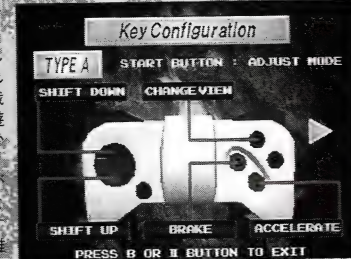 Key Configuration
TYPE A START BUTTON : ADJUST MODE
SHIFT DOWN CHANGE VIEW
SHIFT UP BRAKE ACCELERATE
PRESS B OR II BUTTON TO EXIT